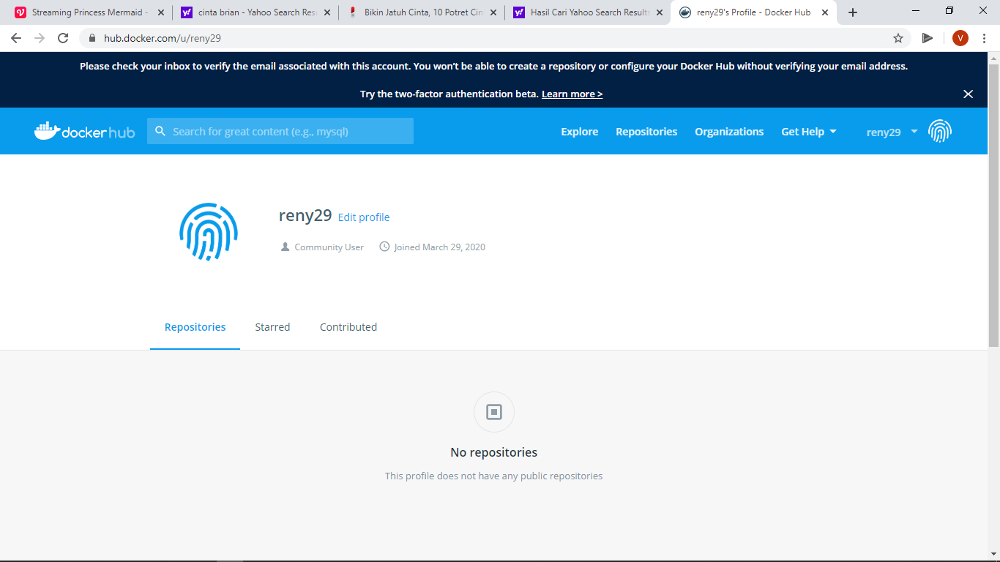 Streaming Princess Mermaid -
cinta brian - Yahoo Search Res
Bikin Jatuh Cinta, 10 Potret Cin
Hasil Cari Yahoo Search Results
reny29's Profile - Docker Hub
hub.docker.com/u/reny29
V
Please check your inbox to verify the email associated with this account. You won't be able to create a repository or configure your Docker Hub without verifying your email address.
Try the two-factor authentication beta. Learn more >
docker hub
Search for great content (e.g., mysql)
Explore
Repositories
Organizations
Get Help
reny29
reny29 Edit profile
Community User
Joined March 29, 2020
Repositories
Starred
Contributed
No repositories
This profile does not have any public repositories